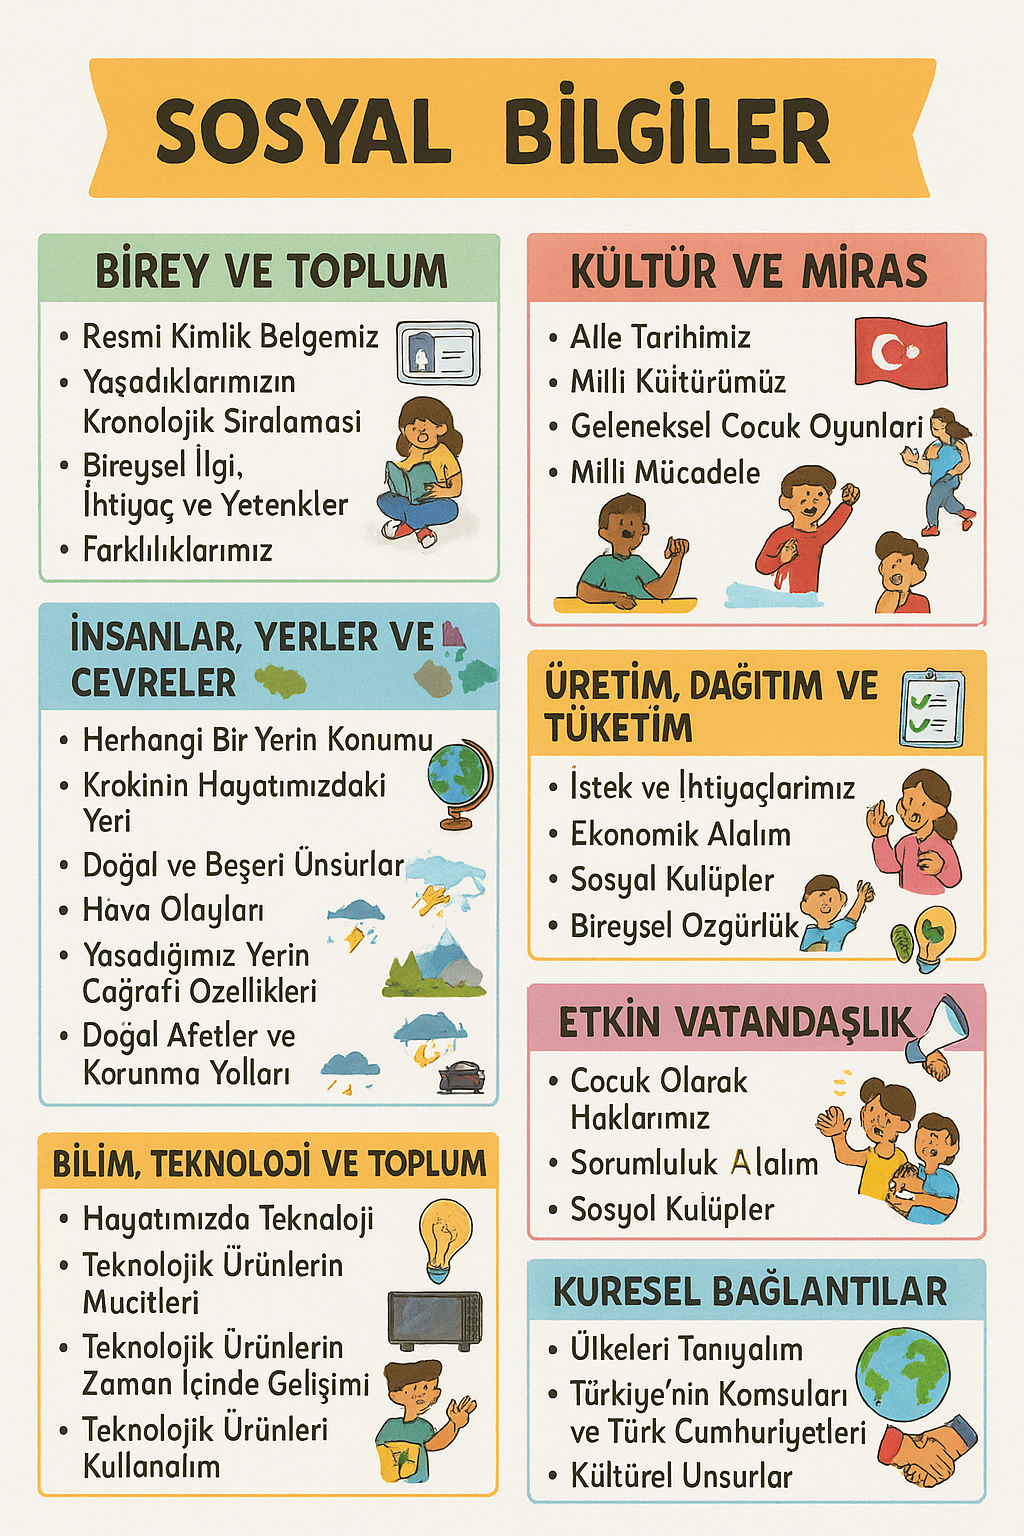 SOSYAL BİLGİLER
BİREY VE TOPLUM
• Resmi Kimlik Belgemiz
• Yaşadıklarımızın
Kronolojik Siralaması
• Bireysel İlgi,
İhtiyaç ve Yetenkler
• Farklılıklarımız
İNSANLAR, YERLER VE
CEVRELER
• Herhangi Bir Yerin Konumu
• Krokinin Hayatımızdaki
Yeri
• Doğal ve Beşeri Ünsurlar
• Hava Olayları
• Yasadığımız Yerin
Cağrafi Ozellikleri
• Doğal Afetler ve
Korunma Yolları
BİLİM, TEKNOLOJİ VE TOPLUM
• Hayatımızda Teknaloji
• Teknolojik Ürünlerin
Mucitleri
• Teknolojik Ürünlerin
Zaman İçinde Gelişimi
• Teknolojik Ürünleri
Kullanalım
KÜLTÜR VE MİRAS
• Alle Tarihimiz
• Milli Küitürümüz
• Geleneksel Cocuk Oyunlari
• Milli Mücadele
ÜRETİM, DAĞITIM VE
TÜKETİM
• İstek ve İhtiyaçlarımız
• Ekonomik Alalım
• Sosyal Kulüpler
• Bireysel Ozgürlük
ETKİN VATANDAŞLIK
• Cocuk Olarak
Haklarımız
• Sorumluluk Alalım
• Sosyol Kulüpler
KURESEL BAĞLANTILAR
• Ülkeleri Tanıyalım
• Türkiye'nin Komsuları
ve Türk Cumhuriyetleri
• Kültürel Unsurlar